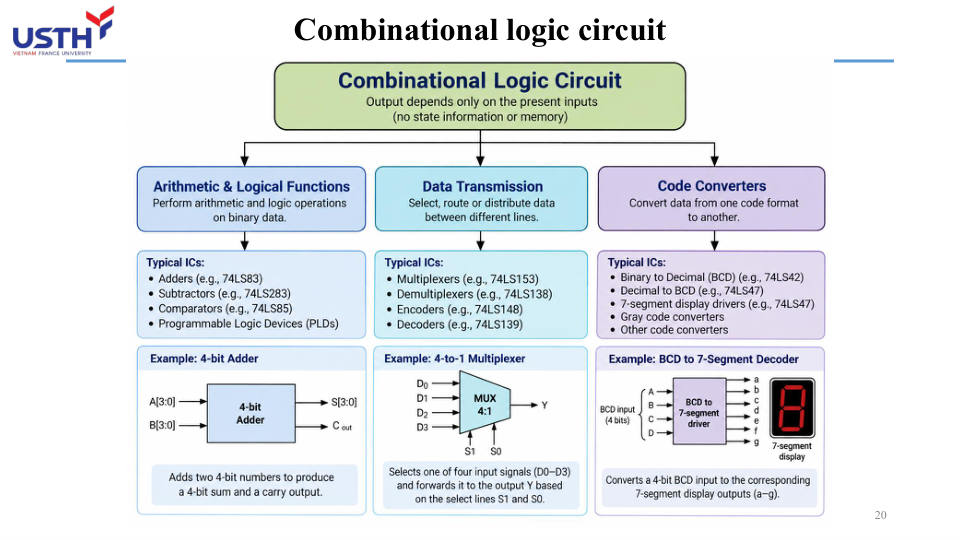 USTH
VIETNAM FRANCE UNIVERSITY
Combinational logic circuit
Combinational Logic Circuit
Output depends only on the present inputs
(no state information or memory)
Arithmetic & Logical Functions
Perform arithmetic and logic operations
on binary data.
Data Transmission
Select, route or distribute data
between different lines.
Code Converters
Convert data from one code format
to another.
Typical ICs:
• Adders (e.g., 74LS83)
• Subtractors (e.g., 74LS283)
• Comparators (e.g., 74LS85)
• Programmable Logic Devices (PLDs)
Typical ICs:
• Multiplexers (e.g., 74LS153)
• Demultiplexers (e.g., 74LS138)
• Encoders (e.g., 74LS148)
• Decoders (e.g., 74LS139)
Typical ICs:
• Binary to Decimal (BCD) (e.g., 74LS42)
• Decimal to BCD (e.g., 74LS47)
• 7-segment display drivers (e.g., 74LS47)
• Gray code converters
• Other code converters
Example: 4-bit Adder
A[3:0]
B[3:0]
4-bit
Adder
S[3:0]
C out
Adds two 4-bit numbers to produce
a 4-bit sum and a carry output.
Example: 4-to-1 Multiplexer
D0
D1
D2
D3
MUX
4:1
Y
S1 S0
Selects one of four input signals (D0–D3)
and forwards it to the output Y based
on the select lines S1 and S0.
Example: BCD to 7-Segment Decoder
BCD input
(4 bits)
A
B
C
D
BCD to
7-segment
driver
a
b
c
d
e
f
g
8
7-segment
display
Converts a 4-bit BCD input to the corresponding
7-segment display outputs (a–g).
20